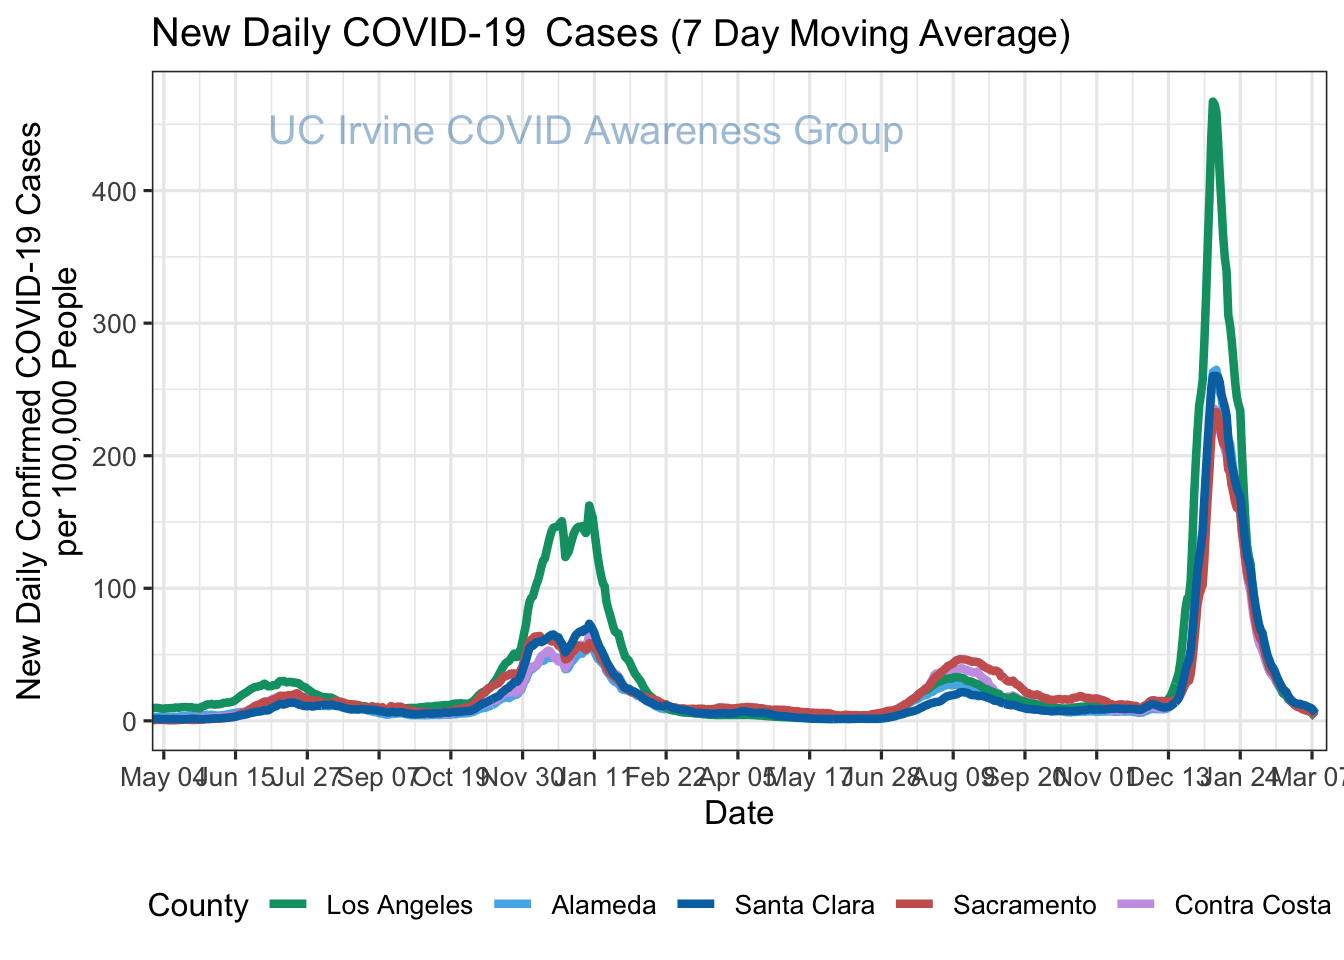 New Daily COVID-19 Cases (7 Day Moving Average)
UC Irvine COVID Awareness Group
New Daily Confirmed COVID-19 Cases
per 100,000 People
400
300
200
100
0
May 04 Jun 15 Jul 27 Sep 07 Oct 19 Nov 30 Jan 11 Feb 22 Apr 05 May 17 Jun 28 Aug 09 Sep 20 Nov 01 Dec 13 Jan 24 Mar 07
Date
County Los Angeles Alameda Santa Clara Sacramento Contra Costa